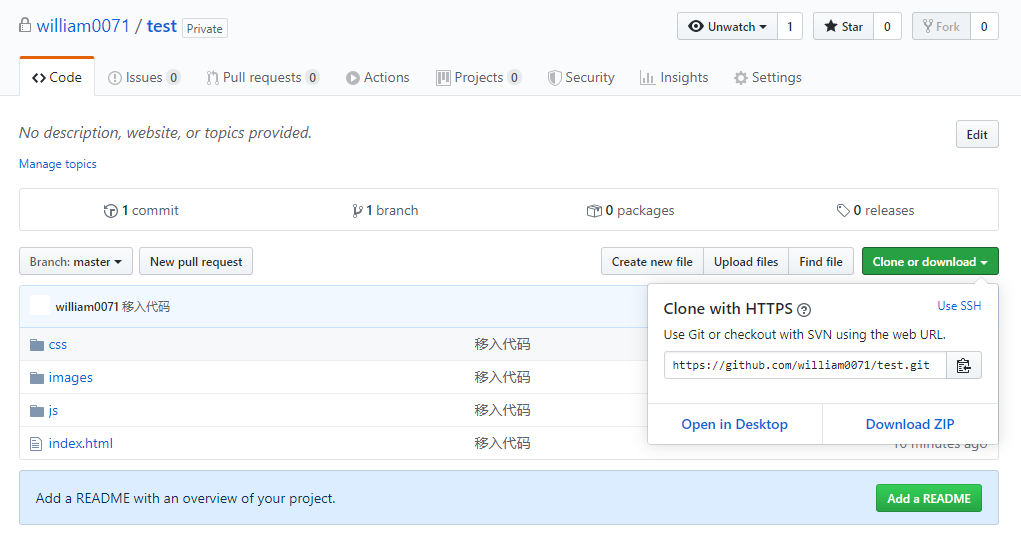 william0071 / test Private Unwatch 1 Star 0 Fork 0
Code Issues 0 Pull requests 0 Actions Projects 0 Security Insights Settings
No description, website, or topics provided. Edit
Manage topics
1 commit 1 branch 0 packages 0 releases
Branch: master New pull request Create new file Upload files Find file Clone or download
william0071 移入代码
Clone with HTTPS ? Use SSH
Use Git or checkout with SVN using the web URL.
https://github.com/william0071/test.git
Open in Desktop Download ZIP
css 移入代码
images 移入代码
js 移入代码
index.html 移入代码 10 minutes ago
Add a README with an overview of your project. Add a README